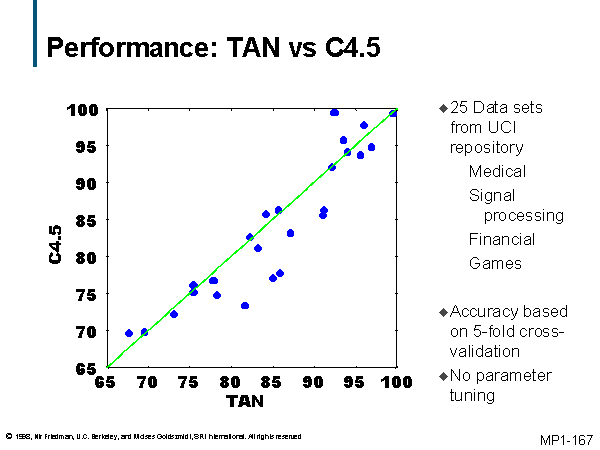 Performance: TAN vs C4.5
100
95
90
85
80
75
70
65
C4.5
65 70 75 80 85 90 95 100
TAN
25 Data sets
from UCI
repository
Medical
Signal
processing
Financial
Games
Accuracy based
on 5-fold cross-
validation
No parameter
tuning
© 1998, Nir Friedman, U.C. Berkeley, and Moises Goldszmidt, SRI International. All rights reserved.
MP1-167